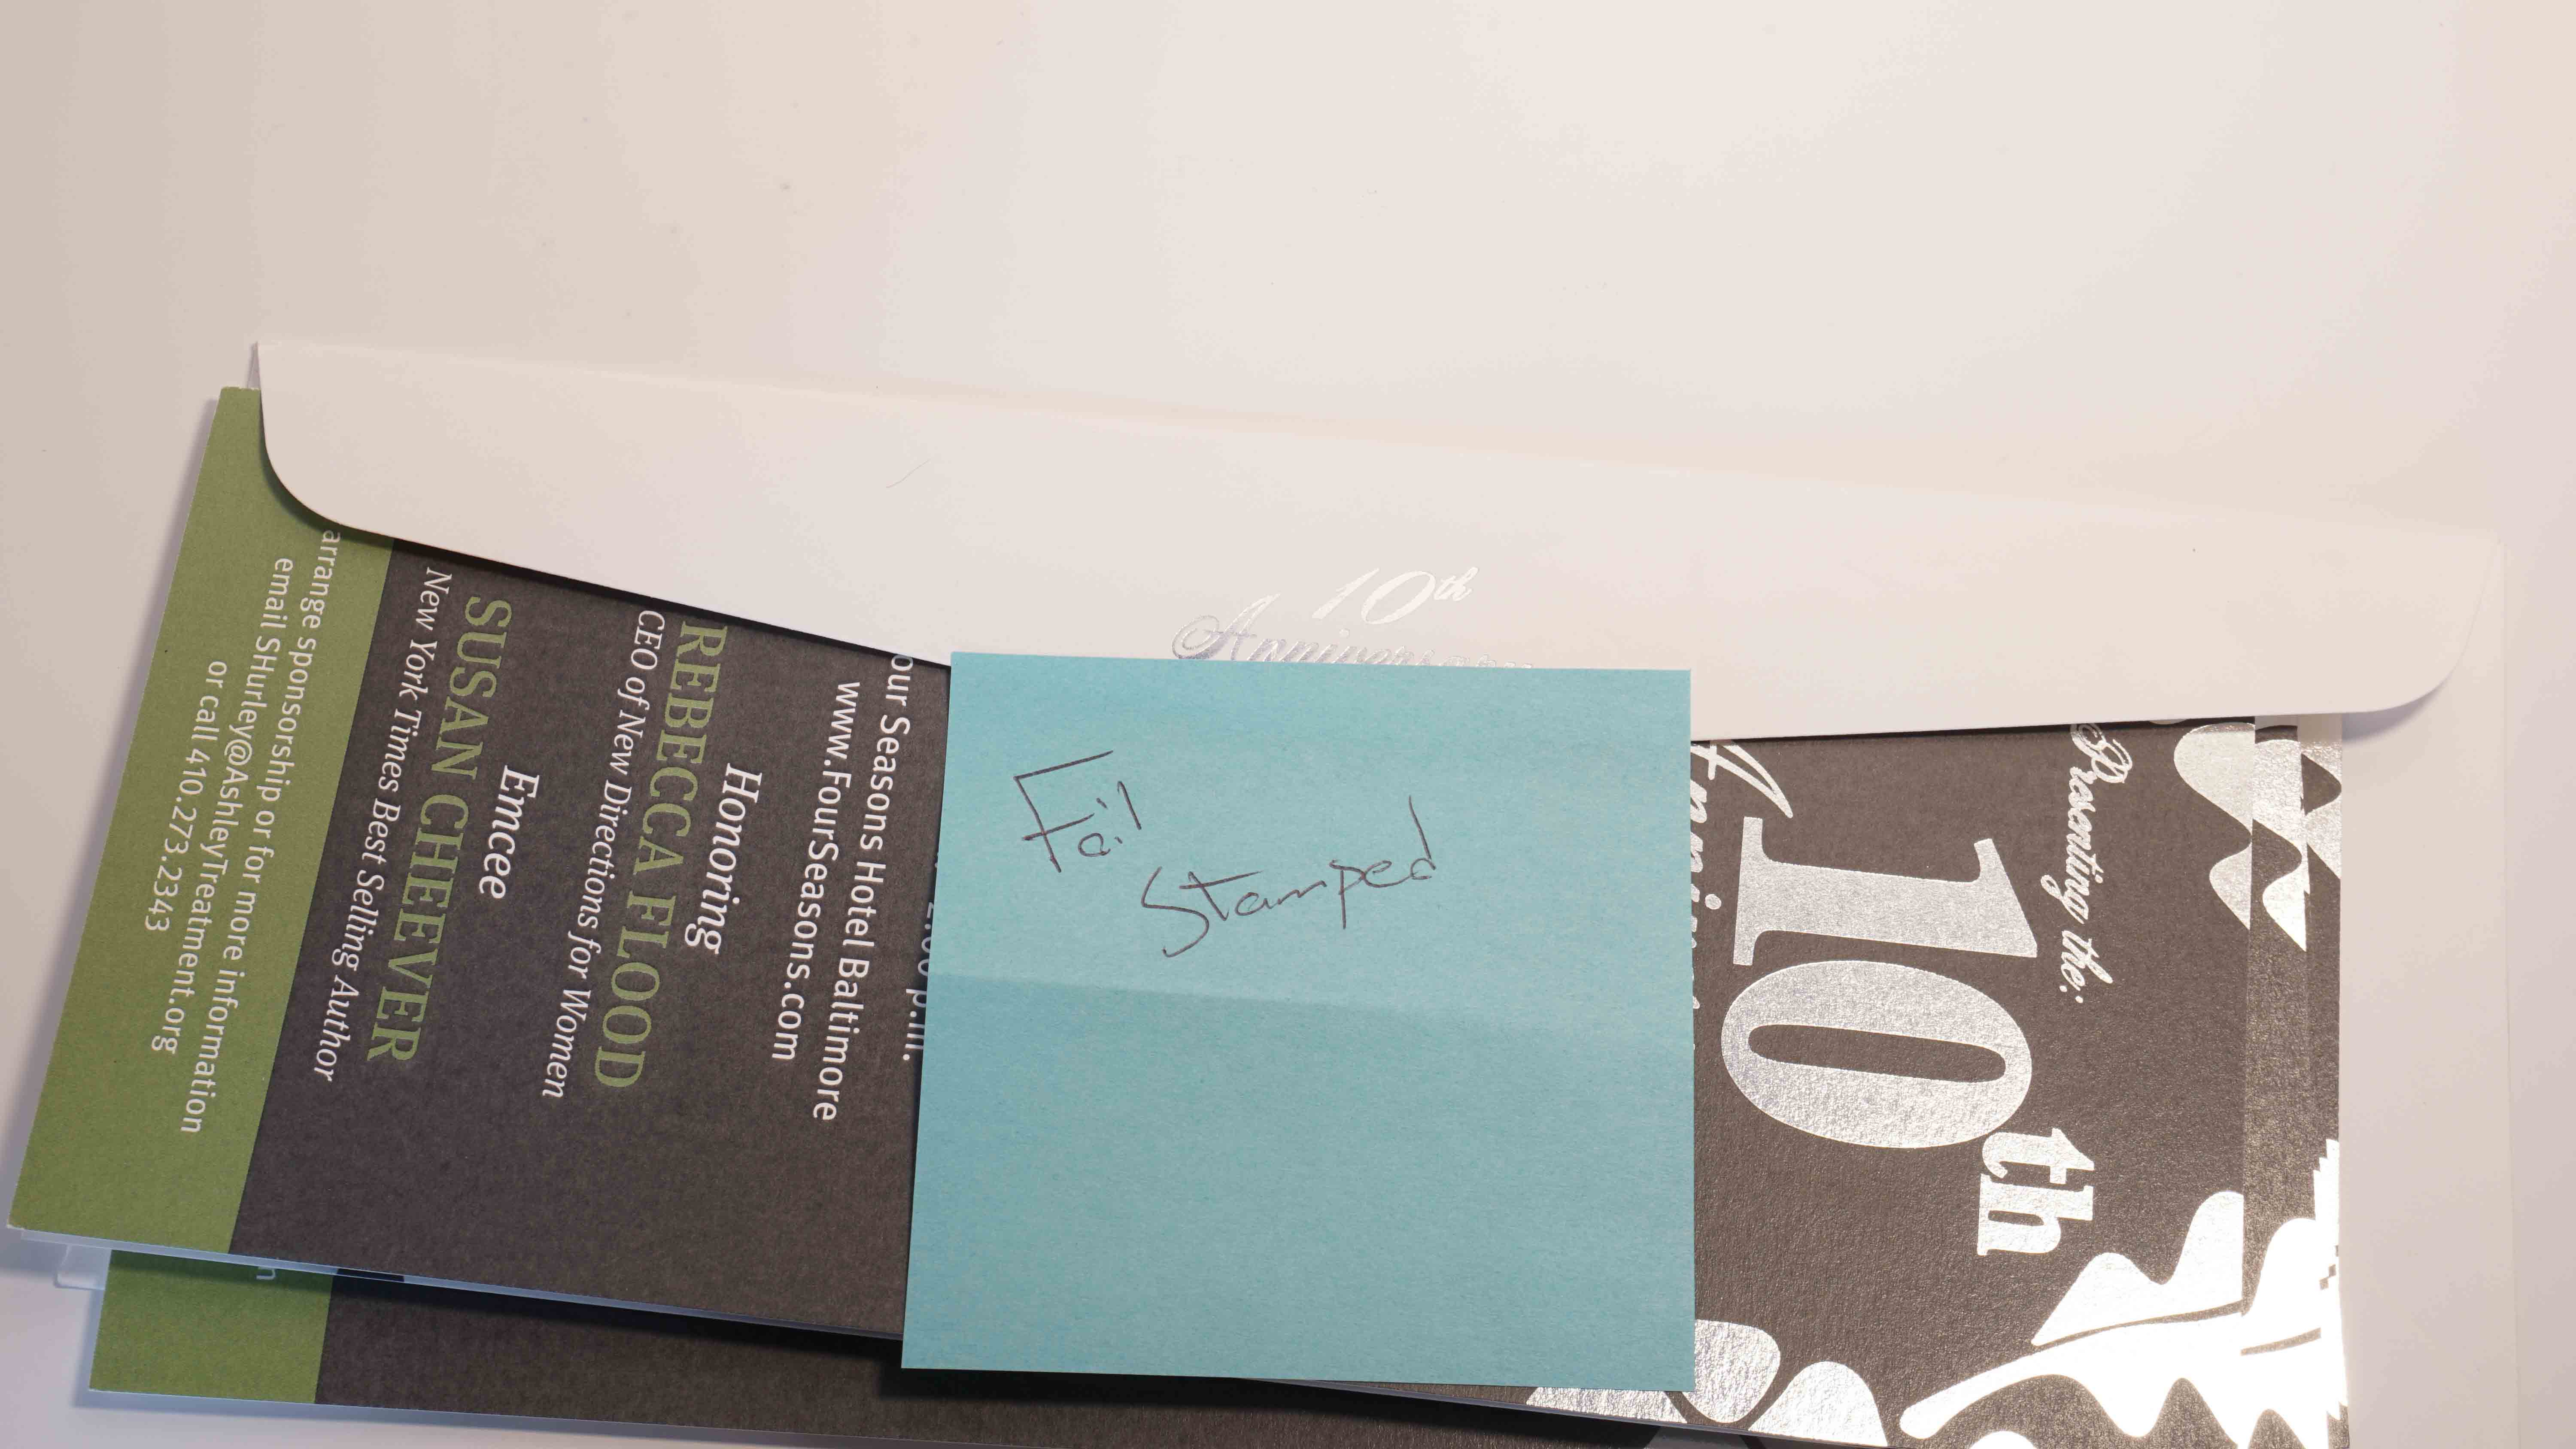 10th
Anniversary
Foil
Stamped
Presenting the:
10th
p.m.
our Seasons Hotel Baltimore
www.FourSeasons.com
Honoring
REBECCA FLOOD
CEO of New Directions for Women
Emcee
SUSAN CHEEVER
New York Times Best Selling Author
arrange sponsorship or for more information
email SHurley@AshleyTreatment.org
or call 410.273.2343